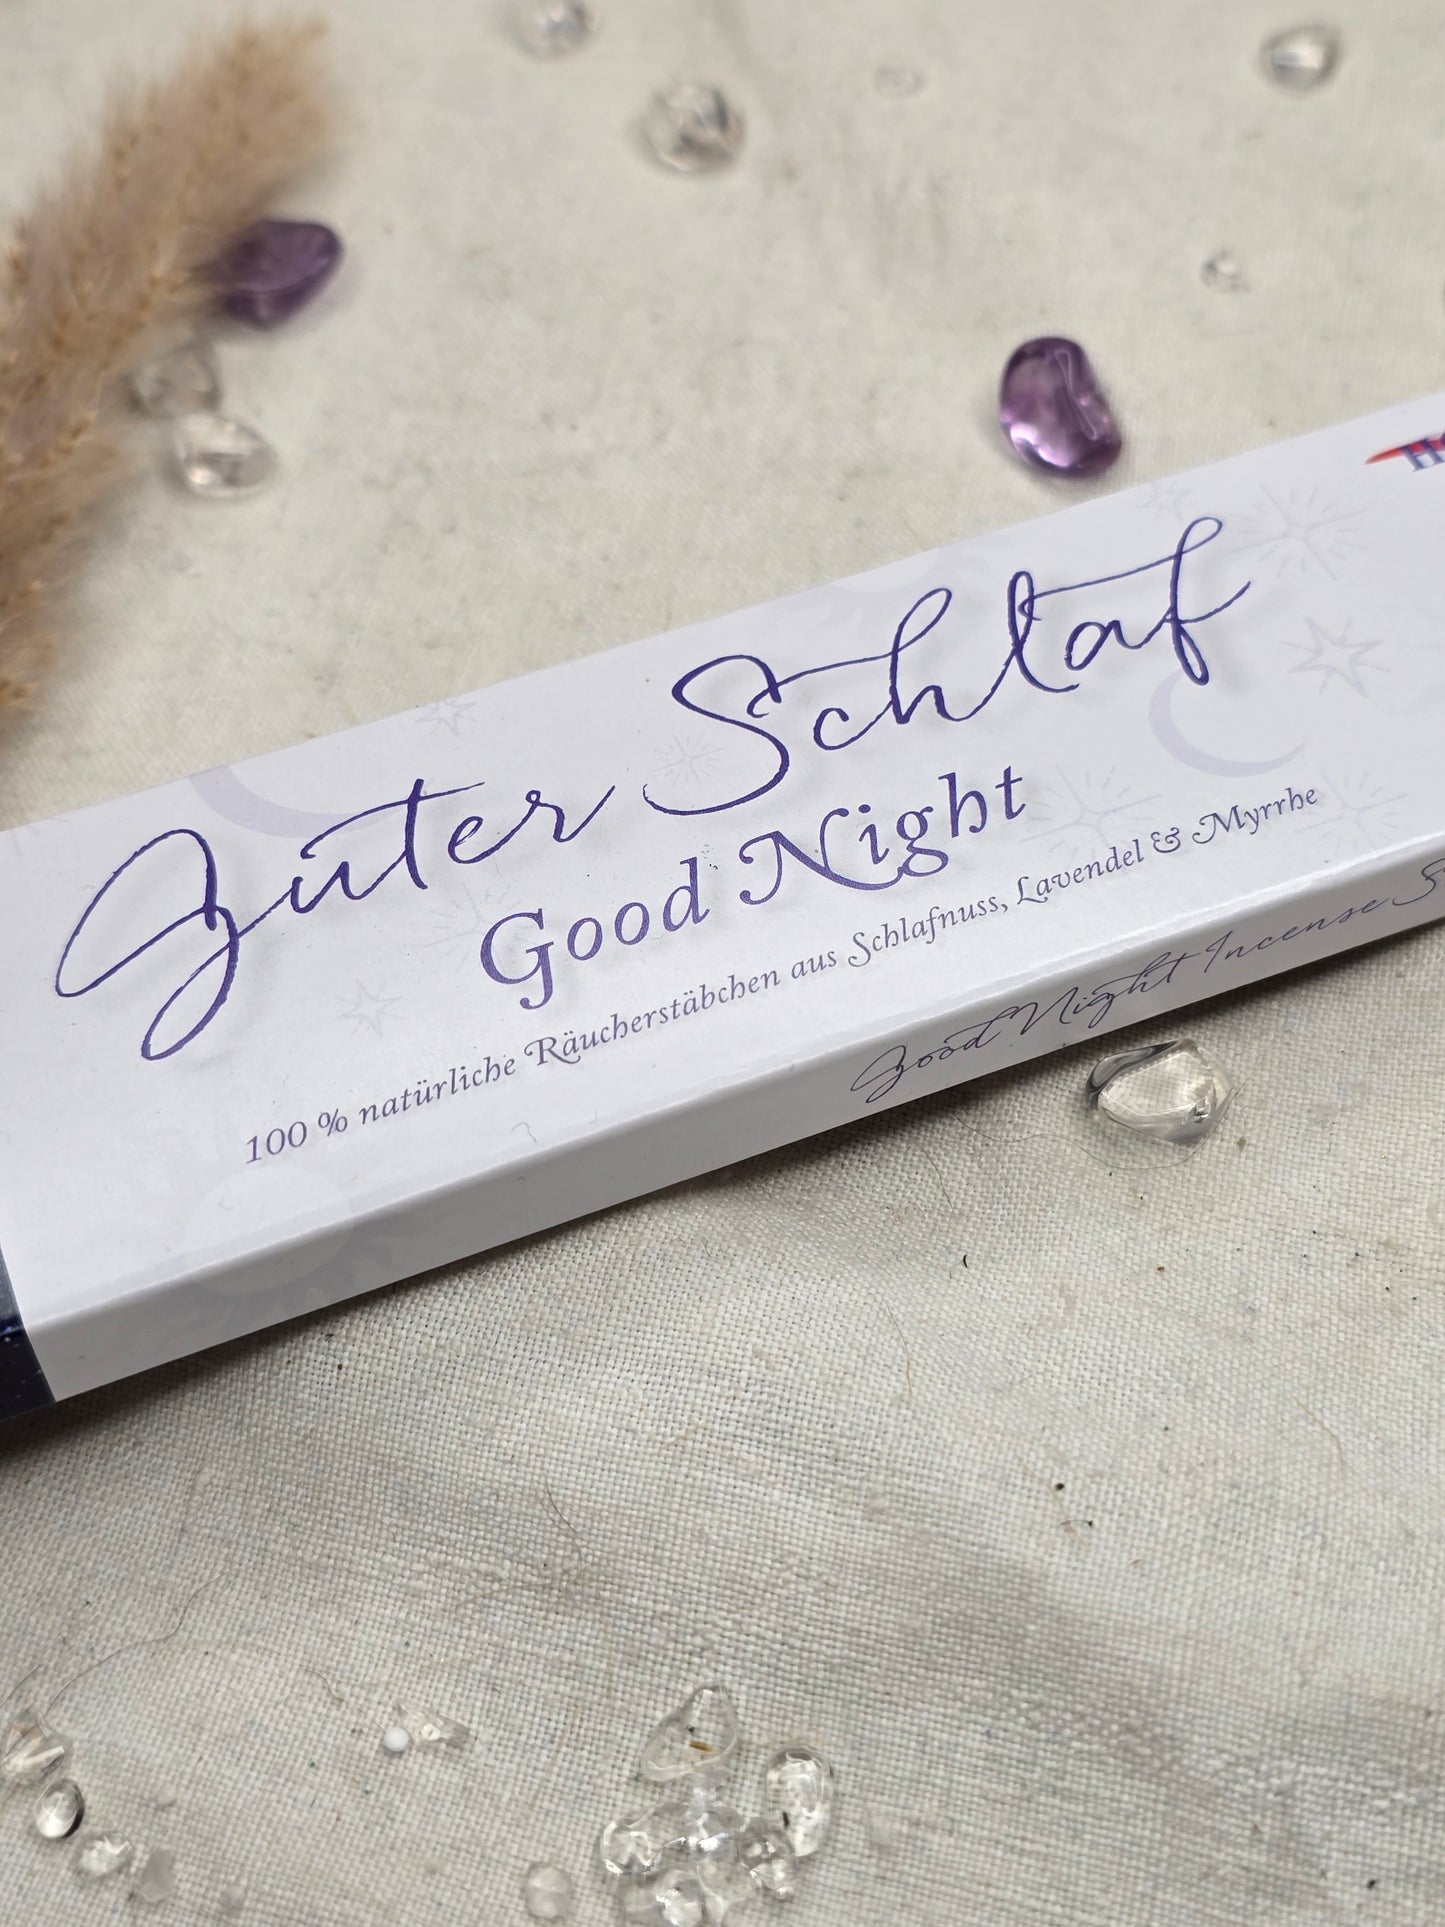 Guter Schlaf
Good Night
100 % natürliche Räucherstäbchen aus Schlafnuss, Lavendel & Myrrhe
Good Night Incense